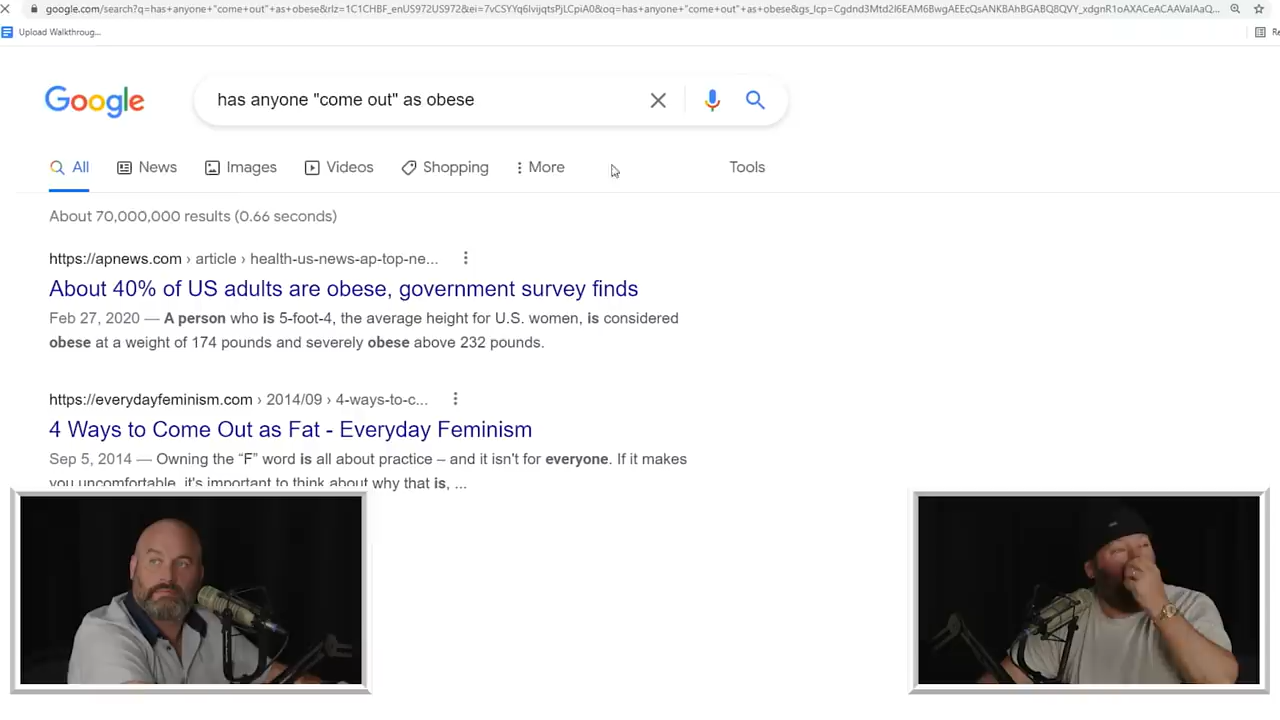 google.com/search?q=has+anyone+"come+out"+as+obese&rlz=1C1CHBF_enUS972US972&ei=7vCSYYq6lvijqtsPjLCpiA0&oq=has+anyone+"come+out"+as+obese&gs_lcp=Cgdnd3Mtd2l6EAM6BwgAEEcQsANKBAhBGABQ8QVY_xdgnR1oAXACeACAAValAaQ...
Upload Walkthroug...
Re
Google
has anyone "come out" as obese
All News Images Videos Shopping More Tools
About 70,000,000 results (0.66 seconds)
https://apnews.com › article › health-us-news-ap-top-ne...
About 40% of US adults are obese, government survey finds
Feb 27, 2020 — A person who is 5-foot-4, the average height for U.S. women, is considered
obese at a weight of 174 pounds and severely obese above 232 pounds.
https://everydayfeminism.com › 2014/09 › 4-ways-to-c...
4 Ways to Come Out as Fat - Everyday Feminism
Sep 5, 2014 — Owning the “F” word is all about practice – and it isn't for everyone. If it makes
you uncomfortable, it's important to think about why that is, ...